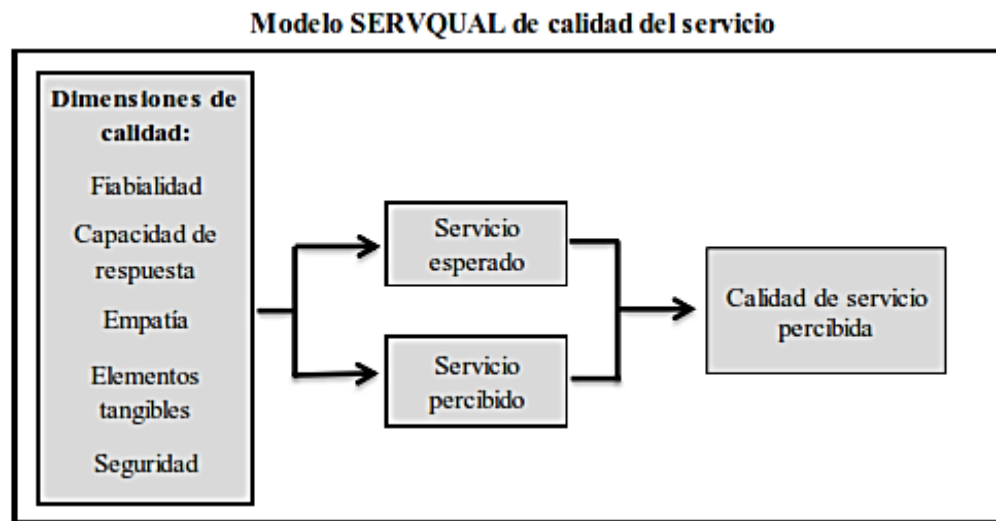 Modelo SERVQUAL de calidad del servicio
Dimensiones de
calidad:
Fiabialidad
Capacidad de
respuesta
Empatía
Elementos
tangibles
Seguridad
Servicio
esperado
Servicio
percibido
Calidad de servicio
percibida